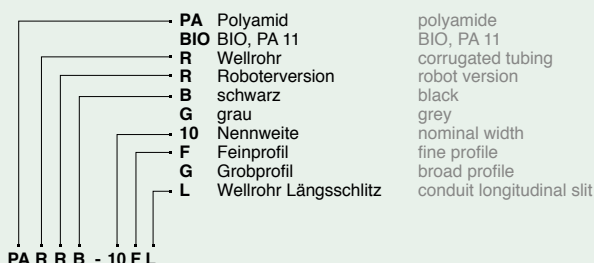 PA Polyamid polyamide
BIO BIO, PA 11 BIO, PA 11
R Wellrohr corrugated tubing
R Roboterversion robot version
B schwarz black
G grau grey
10 Nennweite nominal width
F Feinprofil fine profile
G Grobprofil broad profile
L Wellrohr Längsschlitz conduit longitudinal slit
PA R R B - 10 F L